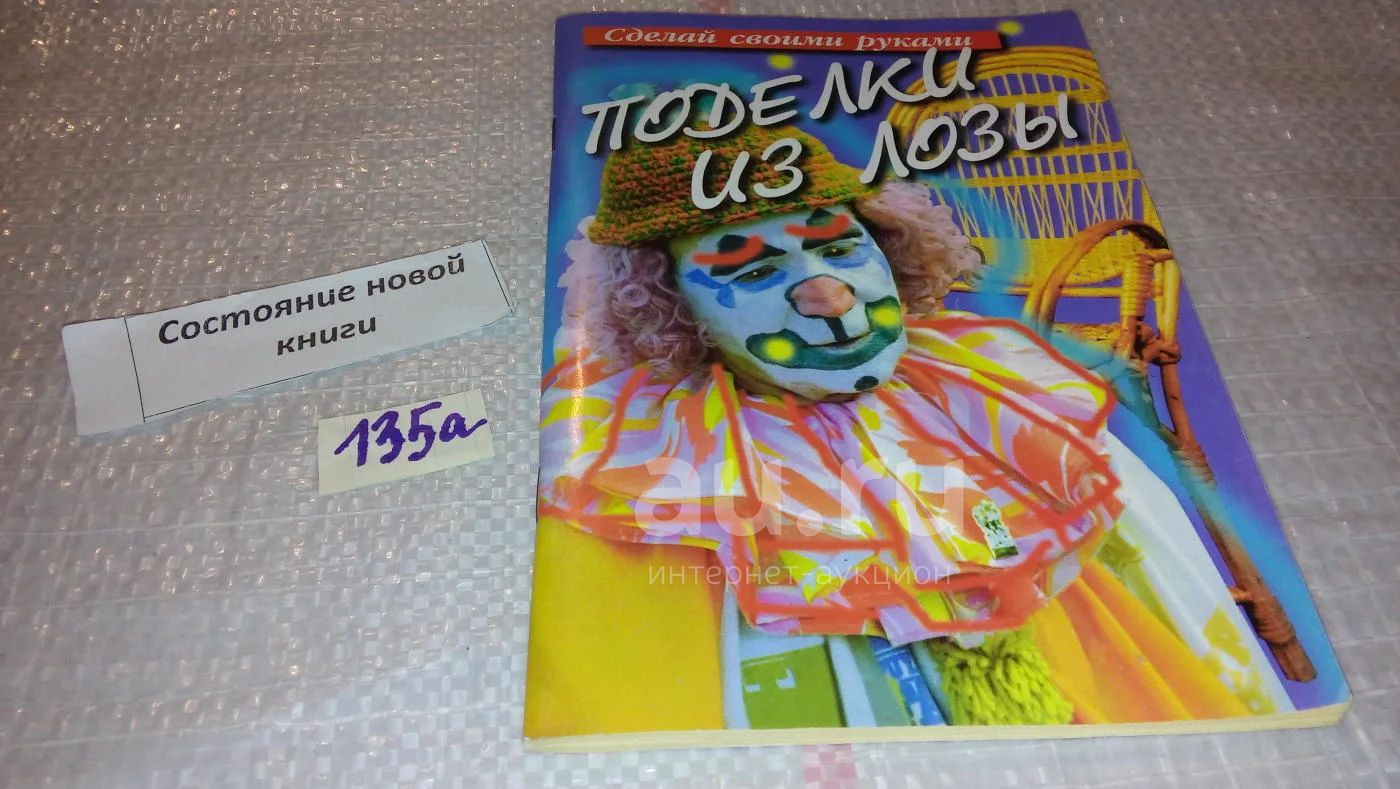 Сделай своими руками
ПОДЕЛКИ
ИЗ ЛОЗЫ
Состояние новой
книги
135а
au.ru
интернет-аукцион